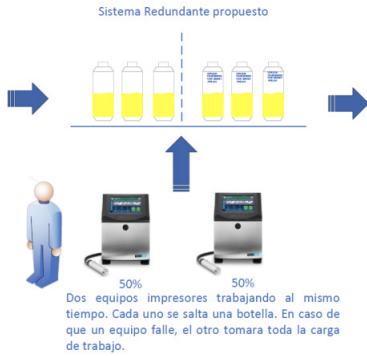 Sistema Redundante propuesto
50%
50%
Dos equipos impresores trabajando al mismo
tiempo. Cada uno se salta una botella. En caso de
que un equipo falle, el otro tomara toda la carga
de trabajo.